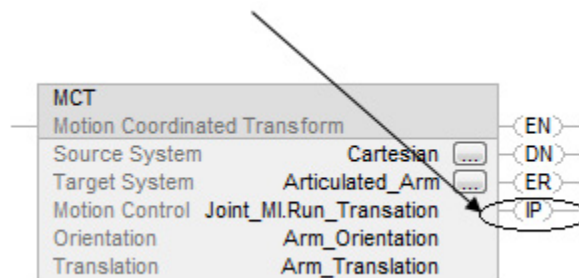 MCT
Motion Coordinated Transform (EN)
Source System Cartesian ... (DN)
Target System Articulated_Arm ... (ER)
Motion Control Joint_MI.Run_Transation (IP)
Orientation Arm_Orientation
Translation Arm_Translation